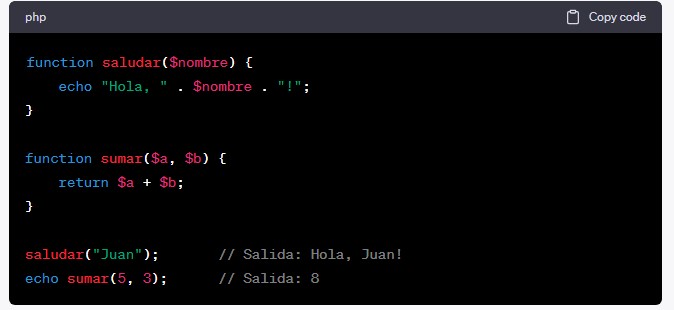 php Copy code
function saludar($nombre) {
    echo "Hola, " . $nombre . "!";
}
function sumar($a, $b) {
    return $a + $b;
}
saludar("Juan");       // Salida: Hola, Juan!
echo sumar(5, 3);      // Salida: 8